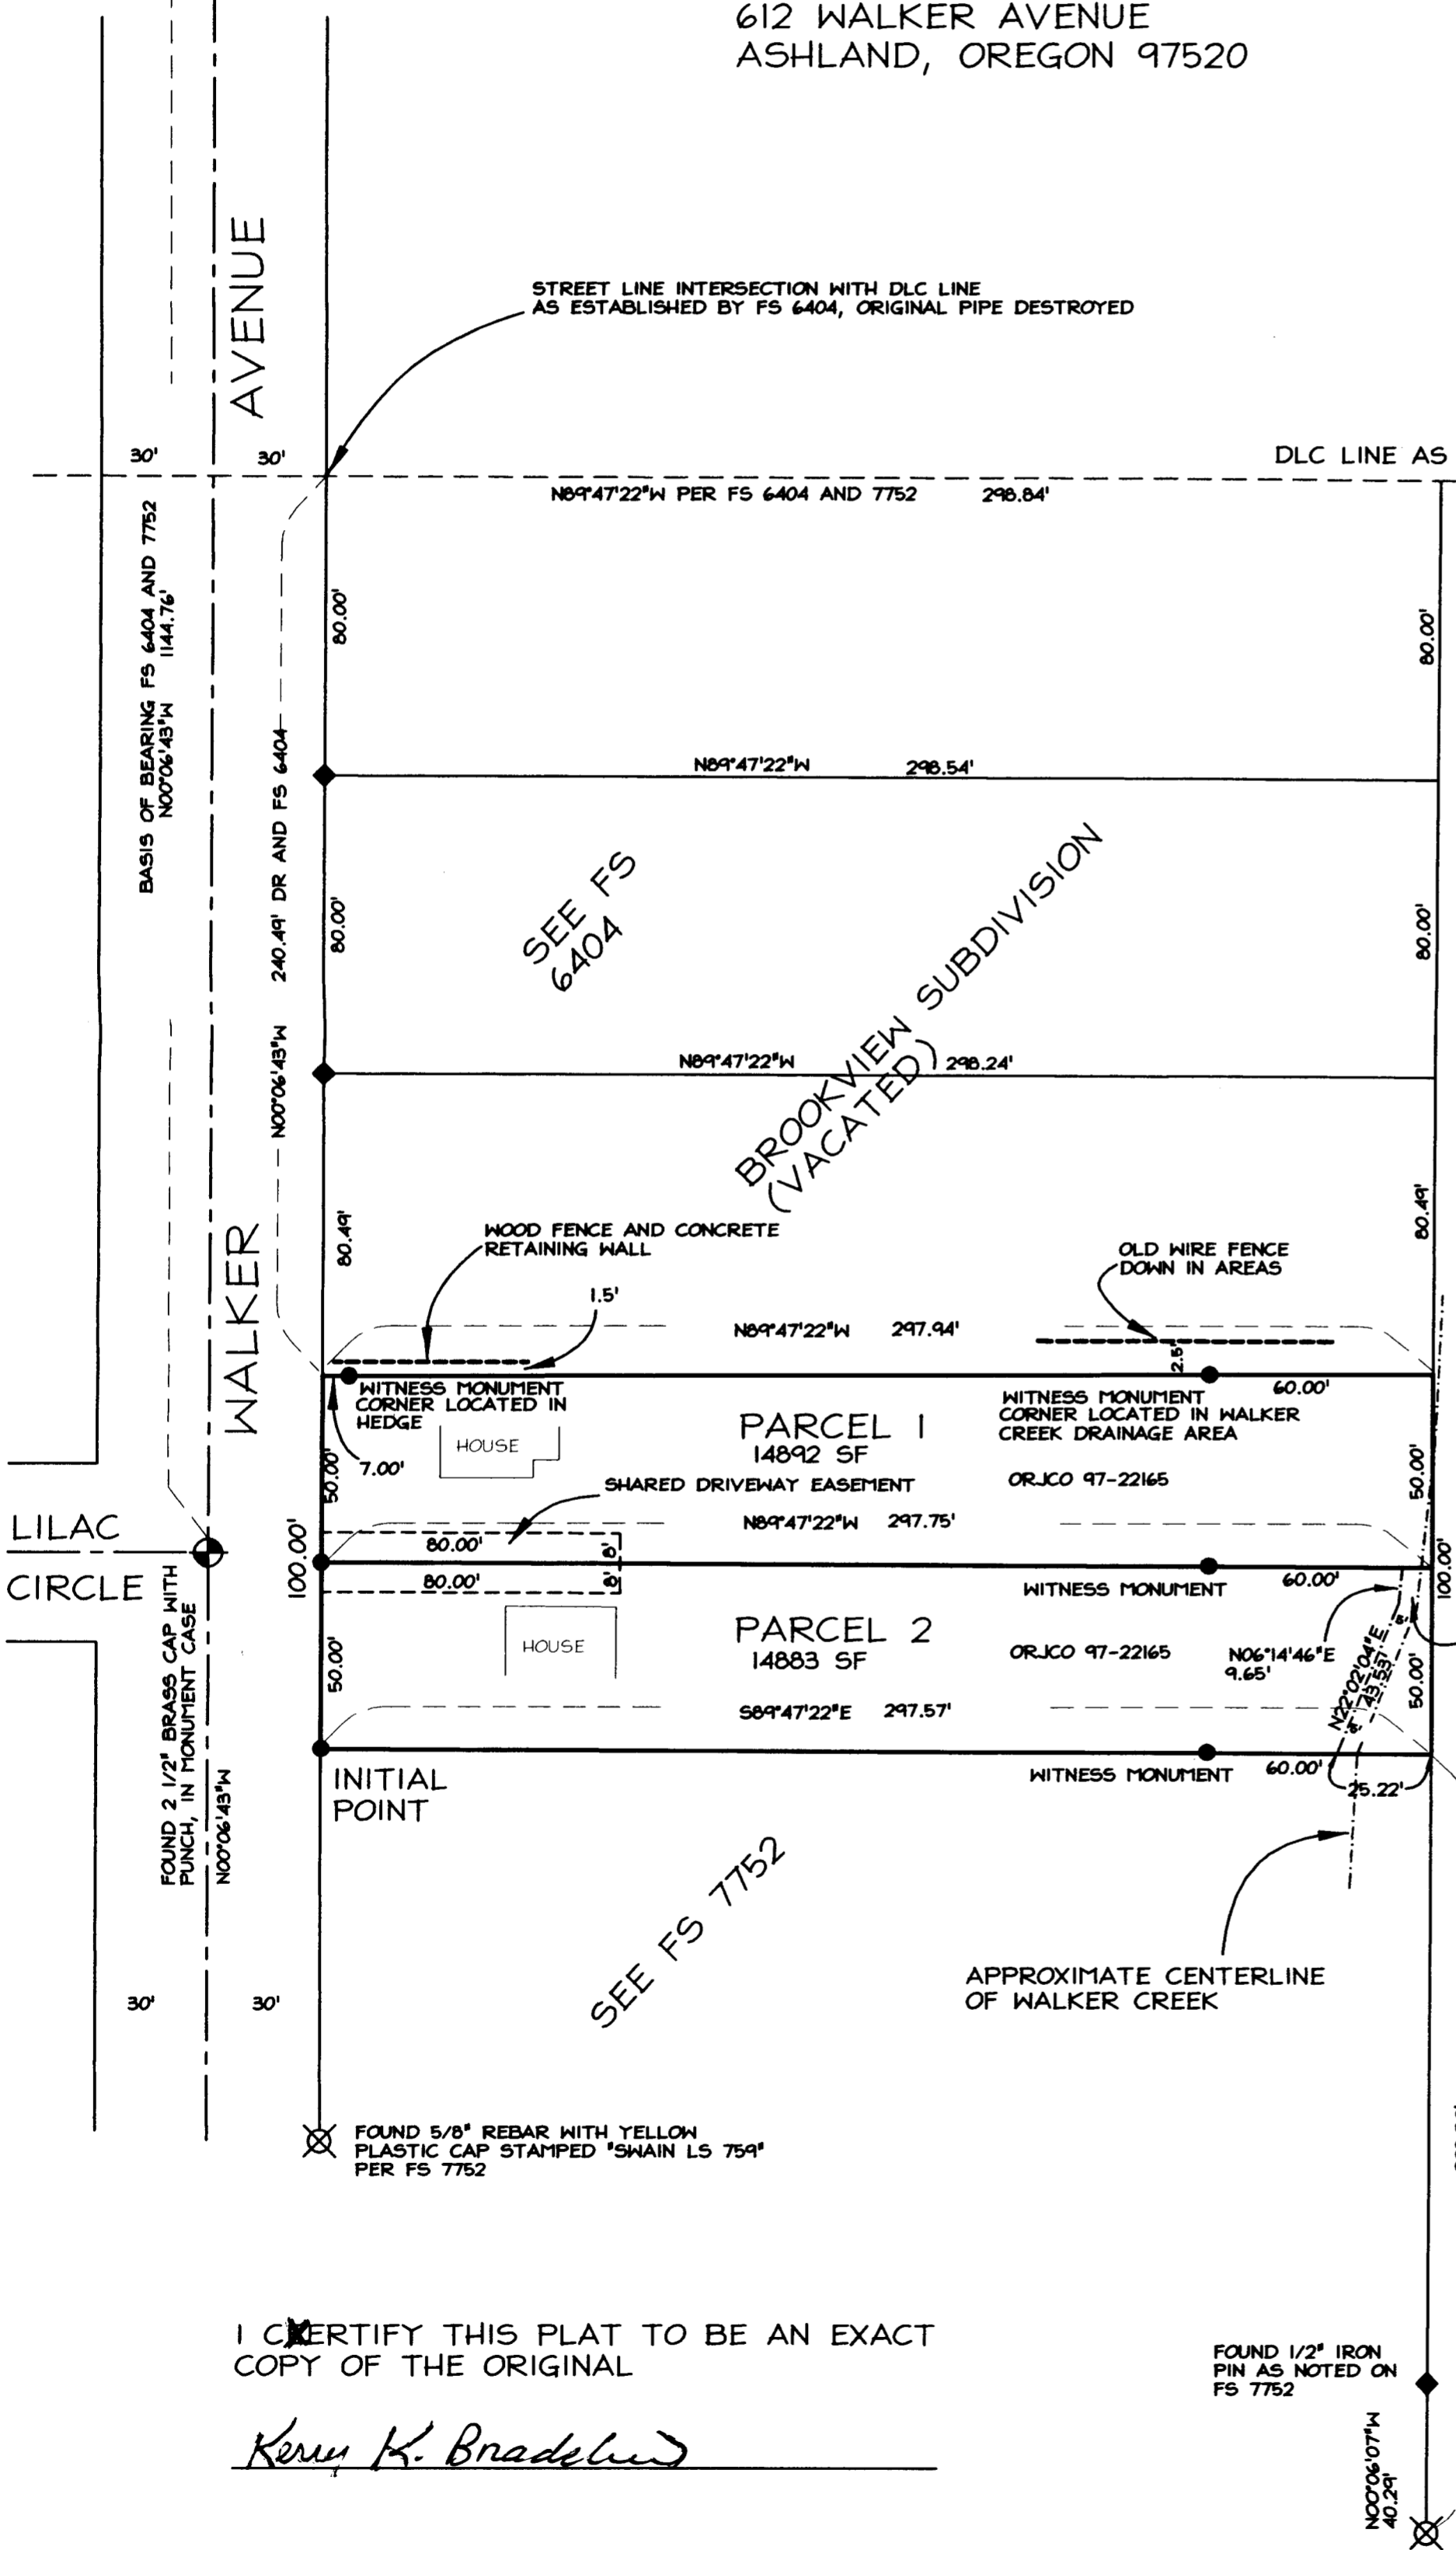 612 WALKER AVENUE
ASHLAND, OREGON 97520
AVENUE
STREET LINE INTERSECTION WITH DLC LINE
AS ESTABLISHED BY FS 6404, ORIGINAL PIPE DESTROYED
30'
30'
DLC LINE AS
N89°47'22"W PER FS 6404 AND 7752 298.84'
BASIS OF BEARING FS 6404 AND 7752
N00°06'43"W 1144.76'
80.00'
80.00'
N89°47'22"W 298.54'
N00°06'43"W 240.49' DR AND FS 6404
80.00'
80.00'
SEE FS
6404
BROOKVIEW SUBDIVISION
(VACATED)
N89°47'22"W 298.24'
80.49'
80.49'
WALKER
WOOD FENCE AND CONCRETE
RETAINING WALL
1.5'
OLD WIRE FENCE
DOWN IN AREAS
N89°47'22"W 297.94'
2.5'
60.00'
WITNESS MONUMENT
CORNER LOCATED IN
HEDGE
WITNESS MONUMENT
CORNER LOCATED IN WALKER
CREEK DRAINAGE AREA
PARCEL 1
14892 SF
HOUSE
7.00'
50.00'
50.00'
ORJCO 97-22165
SHARED DRIVEWAY EASEMENT
N89°47'22"W 297.75'
LILAC
CIRCLE
100.00'
100.00'
80.00'
8'
80.00'
8'
WITNESS MONUMENT
60.00'
PARCEL 2
14883 SF
HOUSE
ORJCO 97-22165
N06°14'46"E
9.65'
N22°02'04"E
43.53'
5'
5'
50.00'
50.00'
S89°47'22"E 297.57'
FOUND 2 1/2" BRASS CAP WITH
PUNCH, IN MONUMENT CASE
N00°06'43"W
INITIAL
POINT
WITNESS MONUMENT
60.00'
25.22'
SEE FS 7752
APPROXIMATE CENTERLINE
OF WALKER CREEK
30'
30'
FOUND 5/8" REBAR WITH YELLOW
PLASTIC CAP STAMPED "SWAIN LS 759"
PER FS 7752
I CERTIFY THIS PLAT TO BE AN EXACT
COPY OF THE ORIGINAL
Kerry K. 
FOUND 1/2" IRON
PIN AS NOTED ON
FS 7752
N00°06'07"W
40.29'